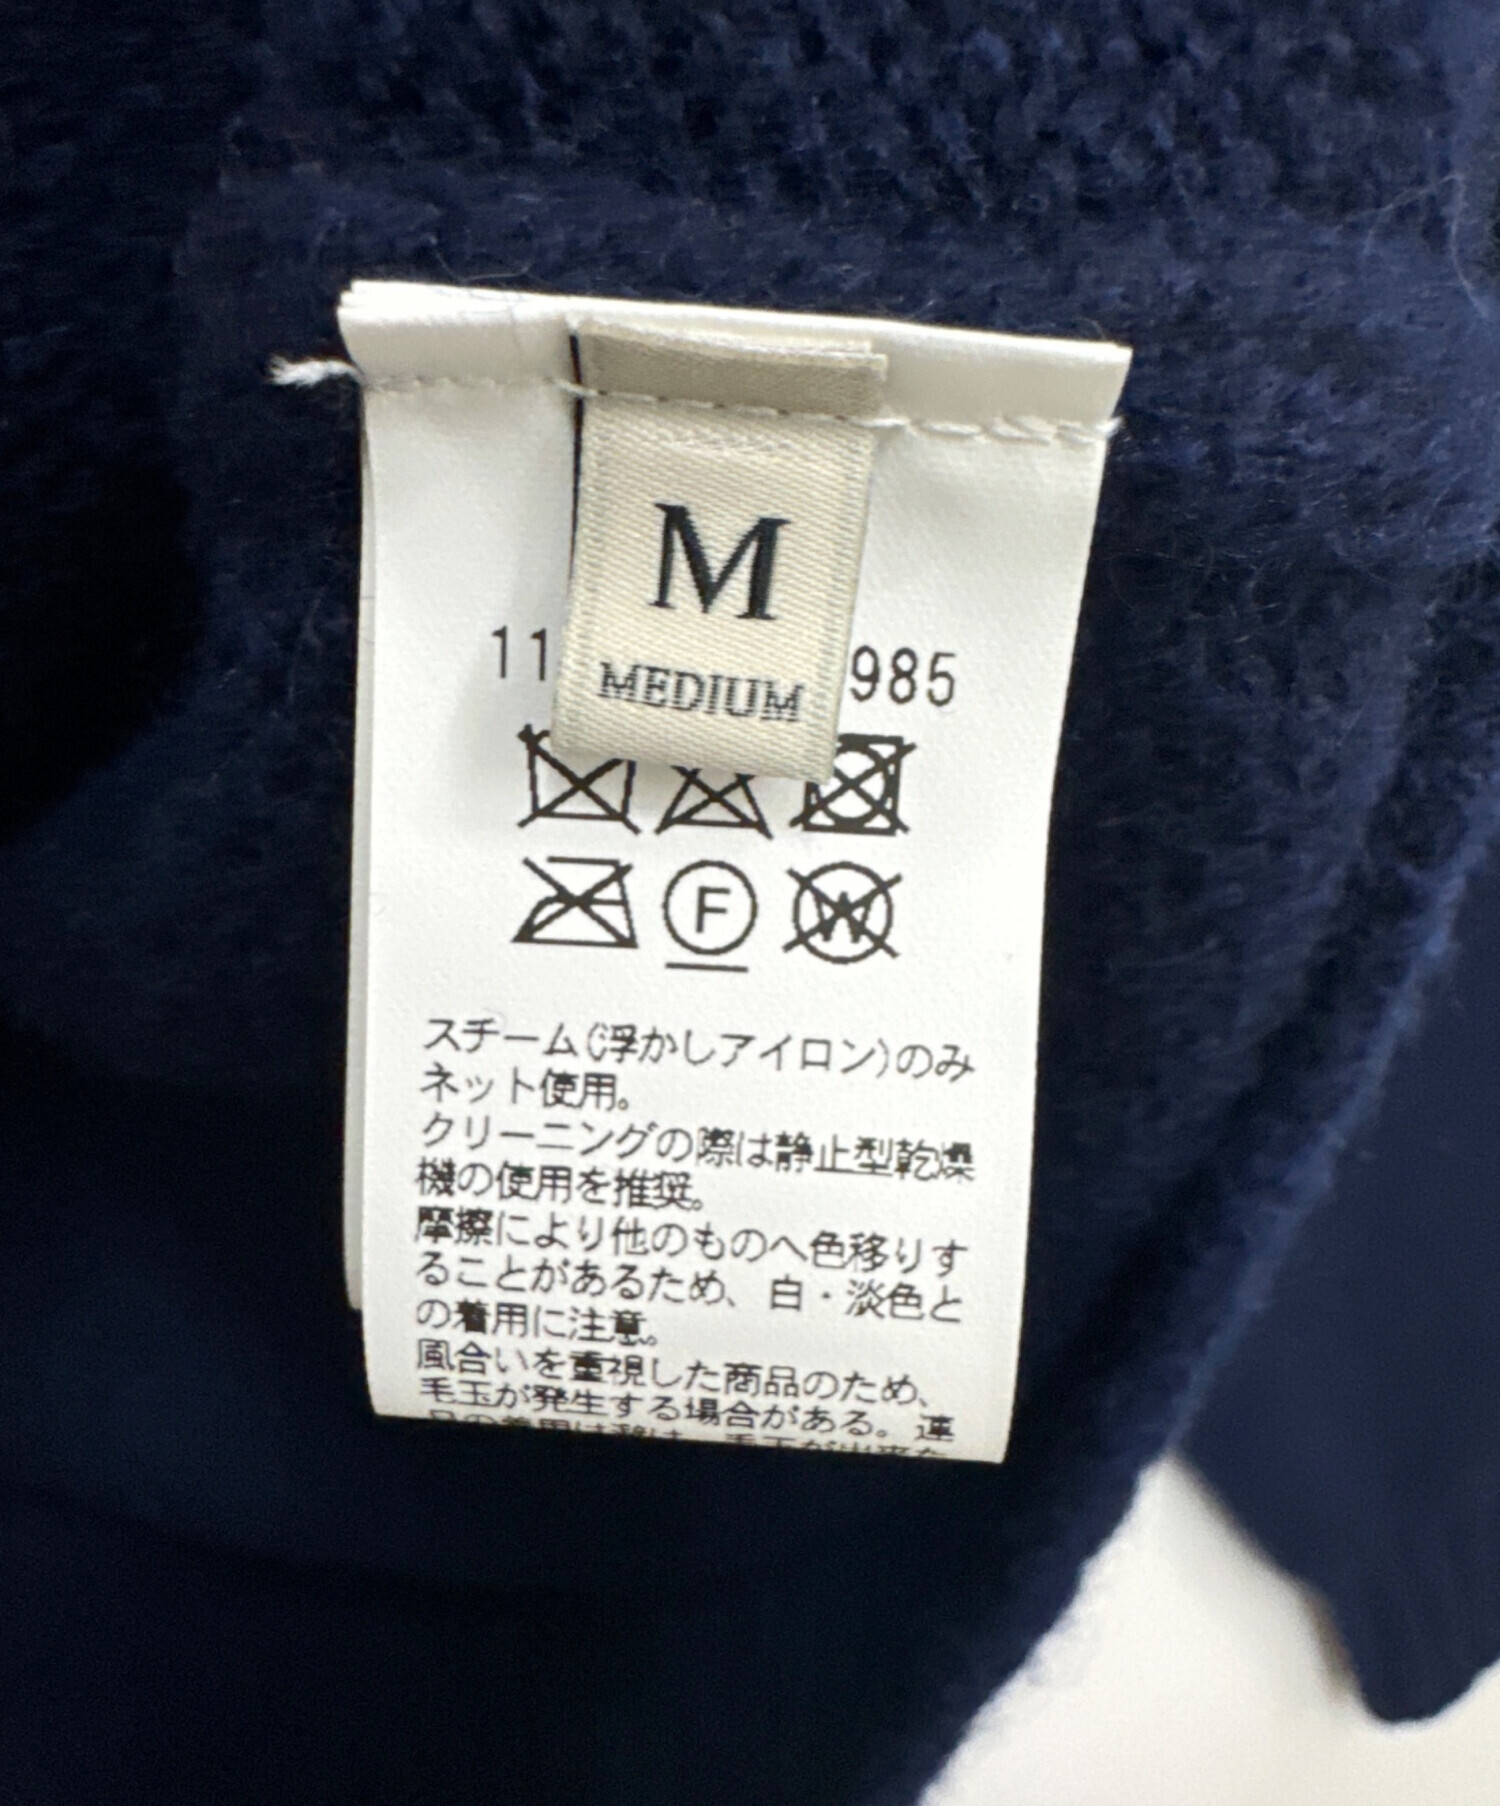 M
MEDIUM
11
985
F
W
スチーム(浮かしアイロン)のみ
ネット使用。
クリーニングの際は静止型乾燥
機の使用を推奨。
摩擦により他のものへ色移りす
ることがあるため、白・淡色と
の着用に注意。
風合いを重視した商品のため、
毛玉が発生する場合がある。連